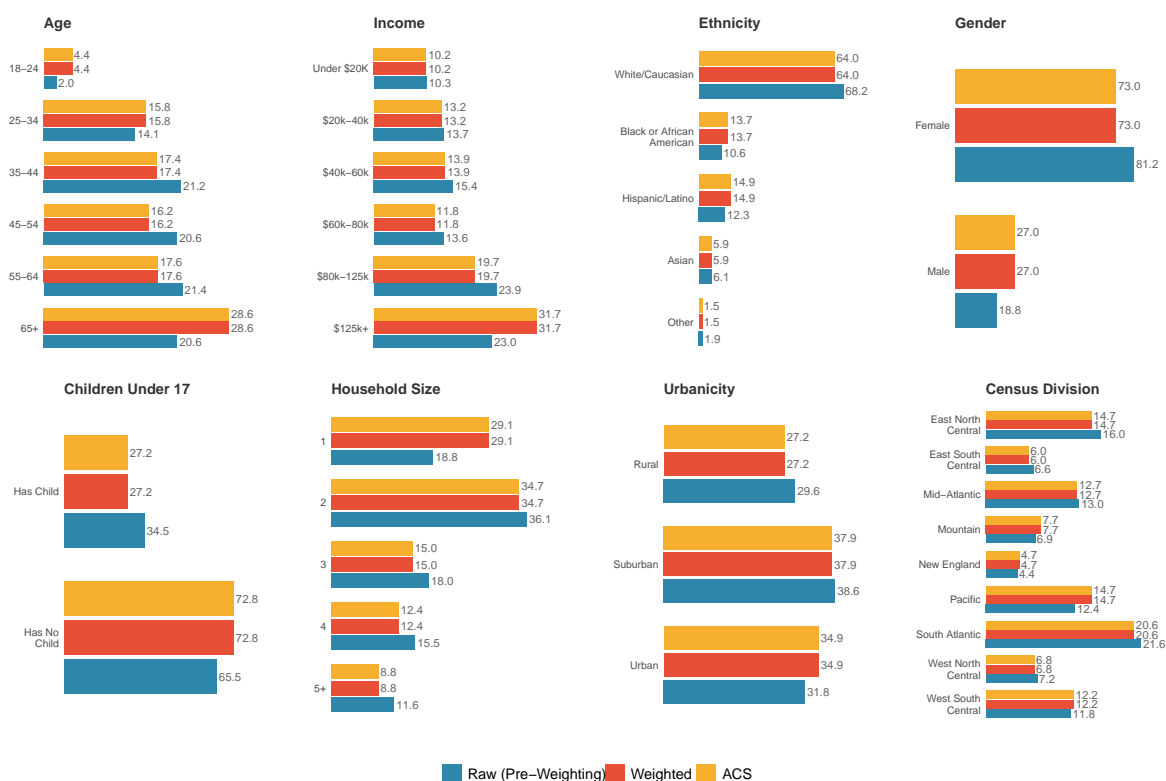 Age
18–24
4.4
4.4
2.0
25–34
15.8
15.8
14.1
35–44
17.4
17.4
21.2
45–54
16.2
16.2
20.6
55–64
17.6
17.6
21.4
65+
28.6
28.6
20.6
Income
Under $20K
10.2
10.2
10.3
$20k–40k
13.2
13.2
13.7
$40k–60k
13.9
13.9
15.4
$60k–80k
11.8
11.8
13.6
$80k–125k
19.7
19.7
23.9
$125k+
31.7
31.7
23.0
Ethnicity
White/Caucasian
64.0
64.0
68.2
Black or African
American
13.7
13.7
10.6
Hispanic/Latino
14.9
14.9
12.3
Asian
5.9
5.9
6.1
Other
1.5
1.5
1.9
Gender
Female
73.0
73.0
81.2
Male
27.0
27.0
18.8
Children Under 17
Has Child
27.2
27.2
34.5
Has No
Child
72.8
72.8
65.5
Household Size
1
29.1
29.1
18.8
2
34.7
34.7
36.1
3
15.0
15.0
18.0
4
12.4
12.4
15.5
5+
8.8
8.8
11.6
Urbanicity
Rural
27.2
27.2
29.6
Suburban
37.9
37.9
38.6
Urban
34.9
34.9
31.8
Census Division
East North
Central
14.7
14.7
16.0
East South
Central
6.0
6.0
6.6
Mid–Atlantic
12.7
12.7
13.0
Mountain
7.7
7.7
6.9
New England
4.7
4.7
4.4
Pacific
14.7
14.7
12.4
South Atlantic
20.6
20.6
21.6
West North
Central
6.8
6.8
7.2
West South
Central
12.2
12.2
11.8
Raw (Pre–Weighting)
Weighted
ACS